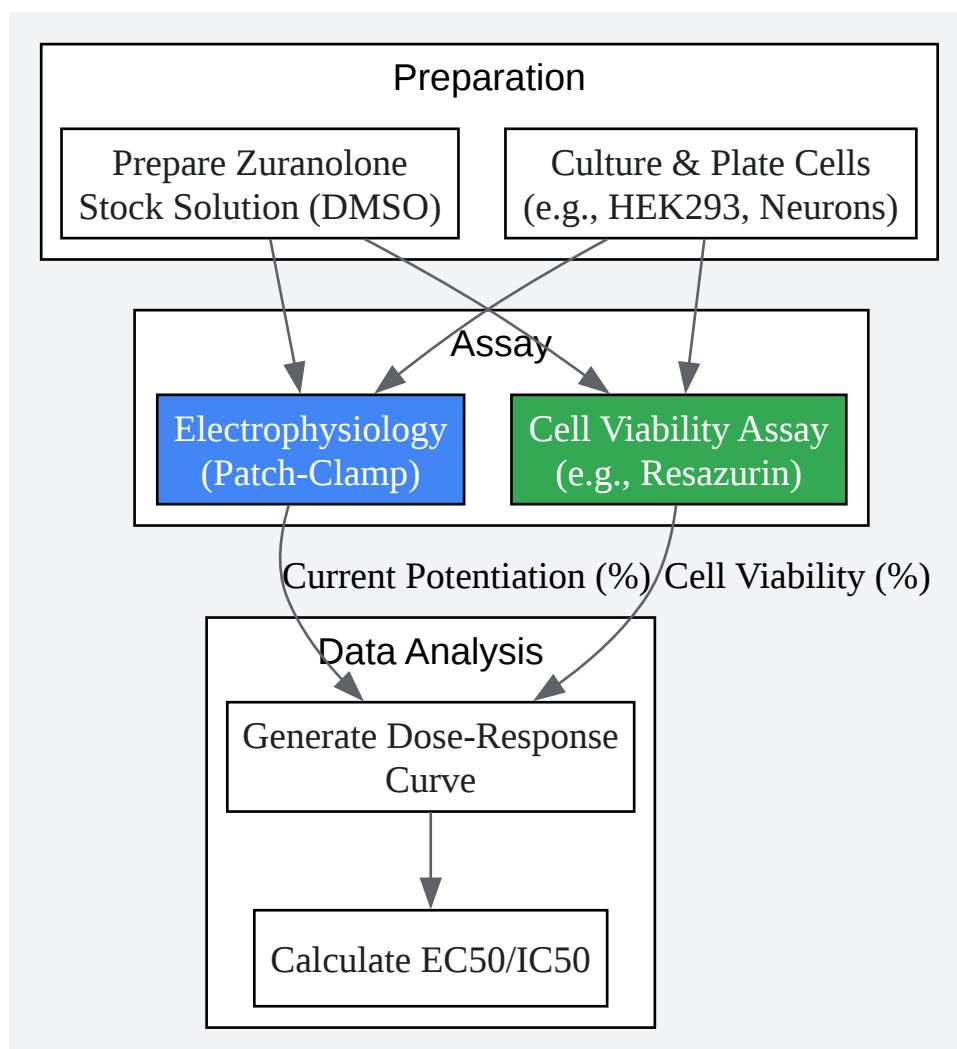 Preparation
Prepare Zuranolone
Stock Solution (DMSO)
Culture & Plate Cells
(e.g., HEK293, Neurons)
Assay
Electrophysiology
(Patch-Clamp)
Cell Viability Assay
(e.g., Resazurin)
Current Potentiation (%)
Cell Viability (%)
Data Analysis
Generate Dose-Response
Curve
Calculate EC50/IC50